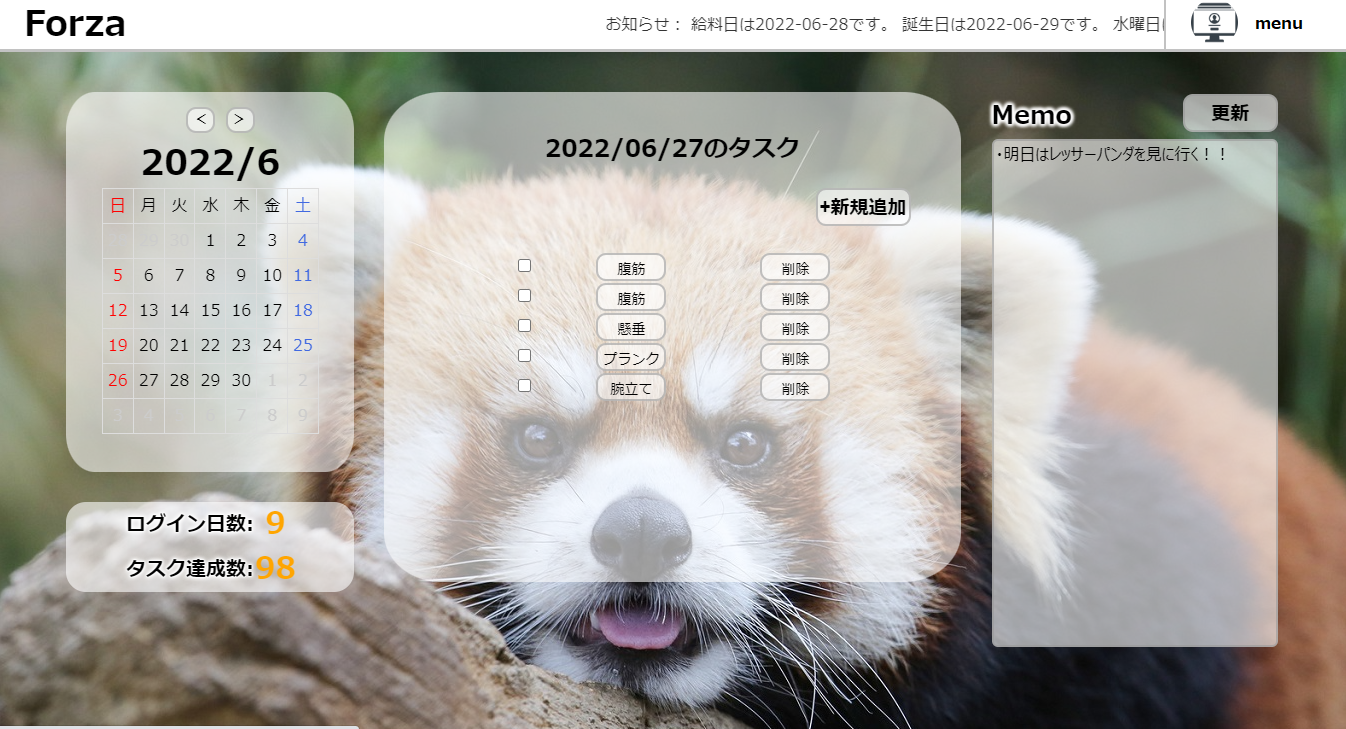 Forza
お知らせ： 給料日は2022-06-28です。 誕生日は2022-06-29です。 水曜日
menu
< >
2022/6
日 月 火 水 木 金 土
29 30 1 2 3 4
5 6 7 8 9 10 11
12 13 14 15 16 17 18
19 20 21 22 23 24 25
26 27 28 29 30 1 2
3 4 6 7 8 9
ログイン日数: 9
タスク達成数: 98
2022/06/27のタスク
+新規追加
腹筋 削除
腹筋 削除
懸垂 削除
プランク 削除
腕立て 削除
Memo
更新
・明日はレッサーパンダを見に行く！！